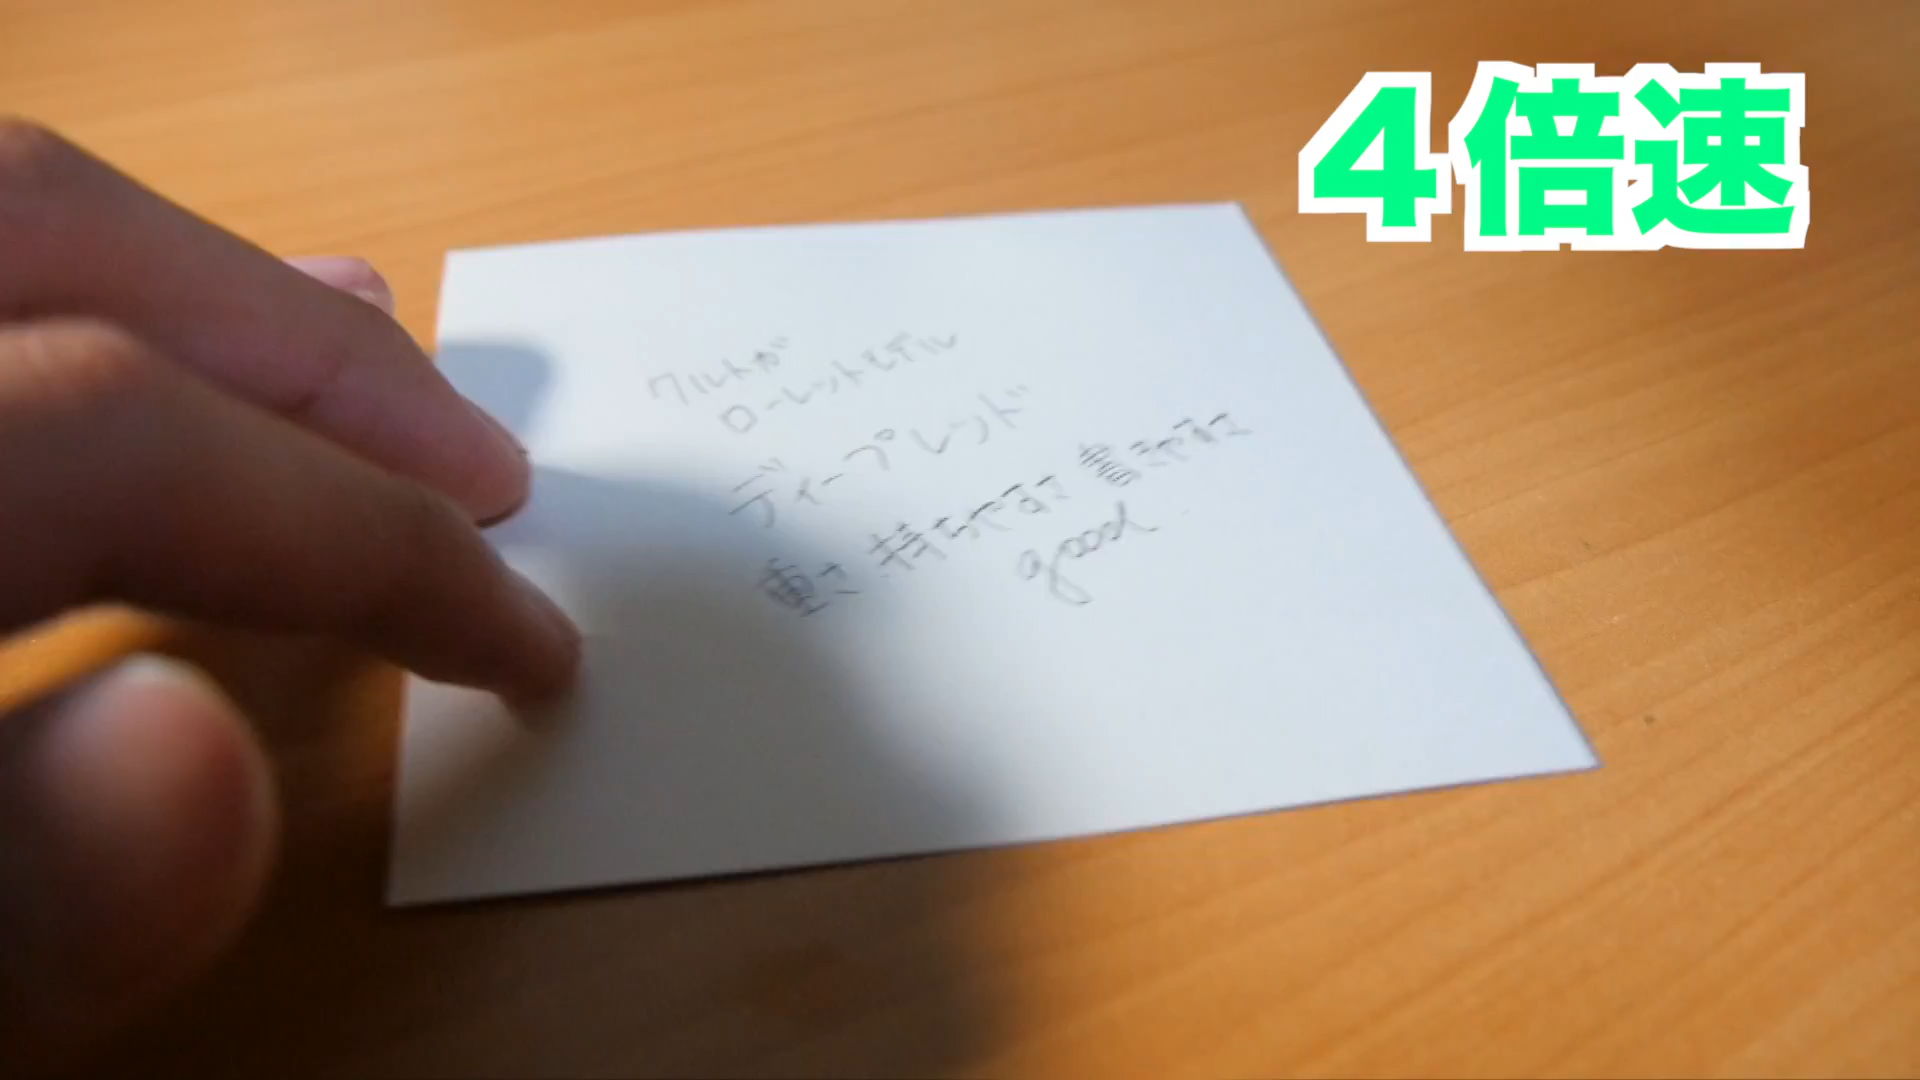 4倍速
クルトガ
ローレットモデル
ディープレッド
重さ 持ちやすさ 書きやすさ
good